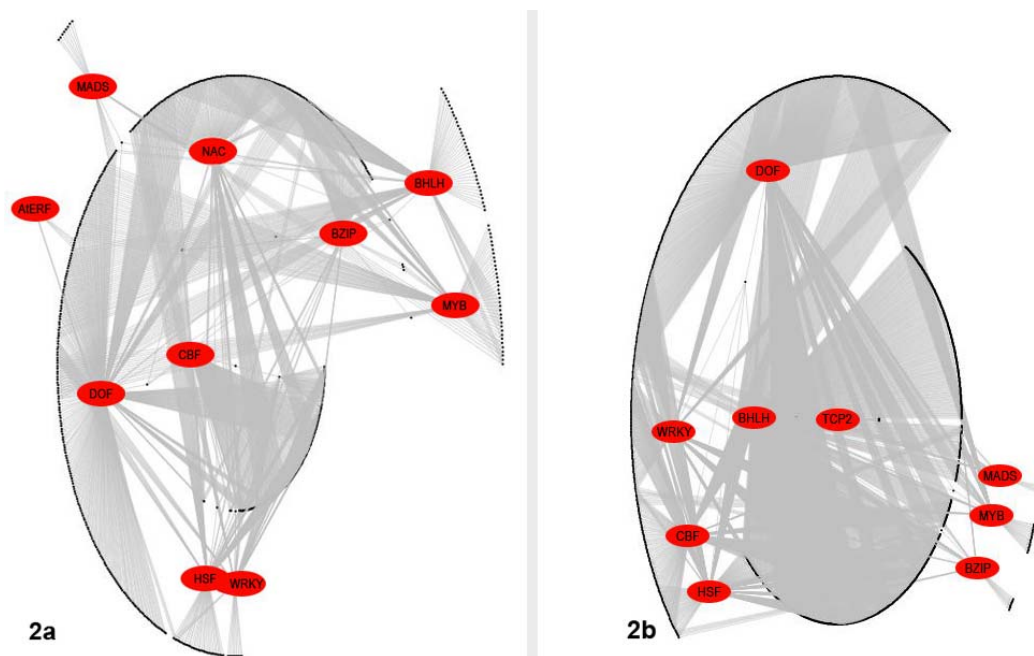 MADS
NAC
BHLH
AtERF
BZIP
MYB
CBF
DOF
HSF
WRKY
2a
DOF
BHLH
TCP2
WRKY
MADS
MYB
CBF
BZIP
HSF
2b